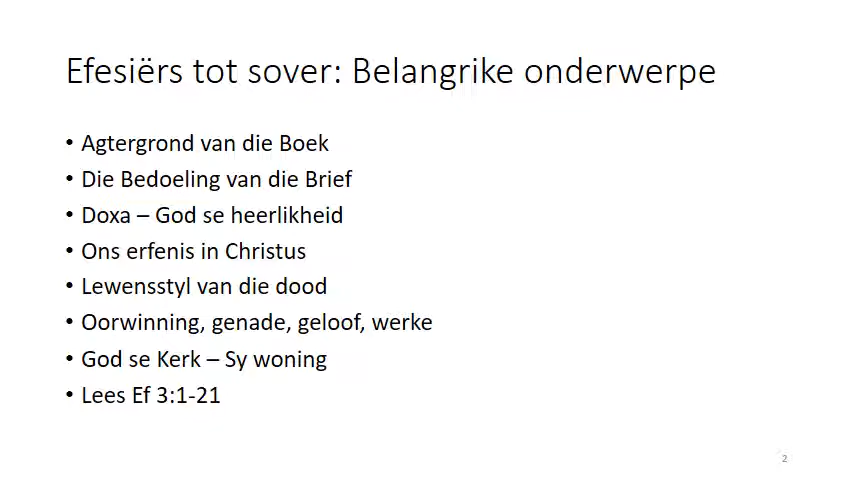 Efesiërs tot sover: Belangrike onderwerpe
• Agtergrond van die Boek
• Die Bedoeling van die Brief
• Doxa – God se heerlikheid
• Ons erfenis in Christus
• Lewensstyl van die dood
• Oorwinning, genade, geloof, werke
• God se Kerk – Sy woning
• Lees Ef 3:1-21
2